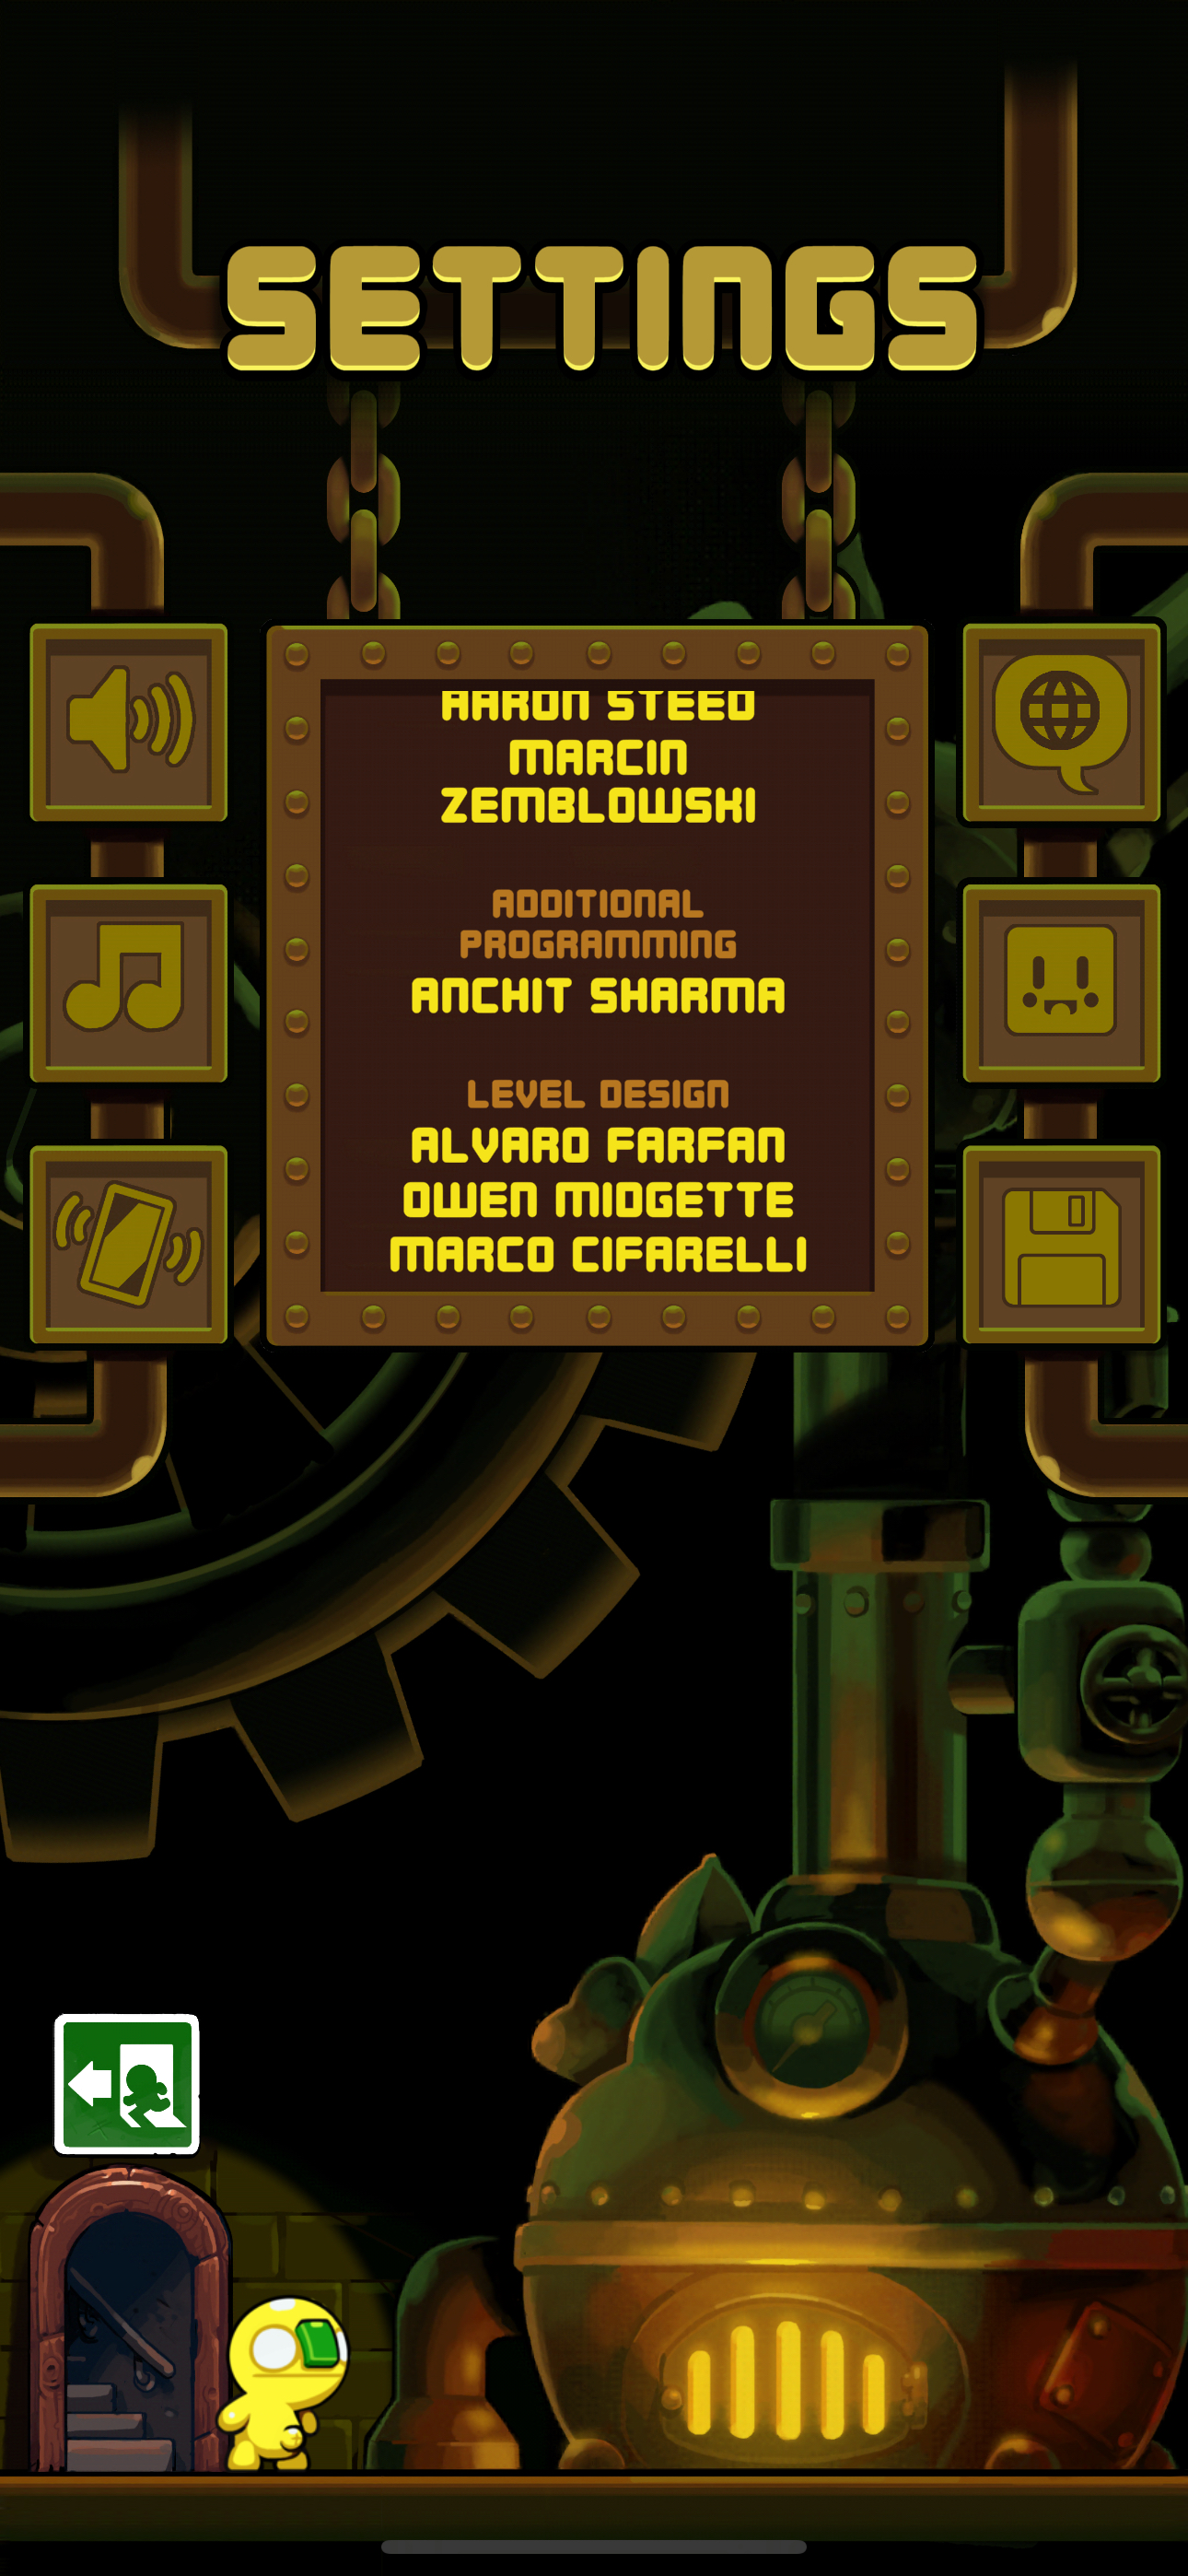 SETTINGS
AARON STEED
MARCIN
ZEMBLOWSKI
ADDITIONAL
PROGRAMMING
ANCHIT SHARMA
LEVEL DESIGN
ALVARO FARFAN
OWEN MIDGETTE
MARCO CIFARELLI